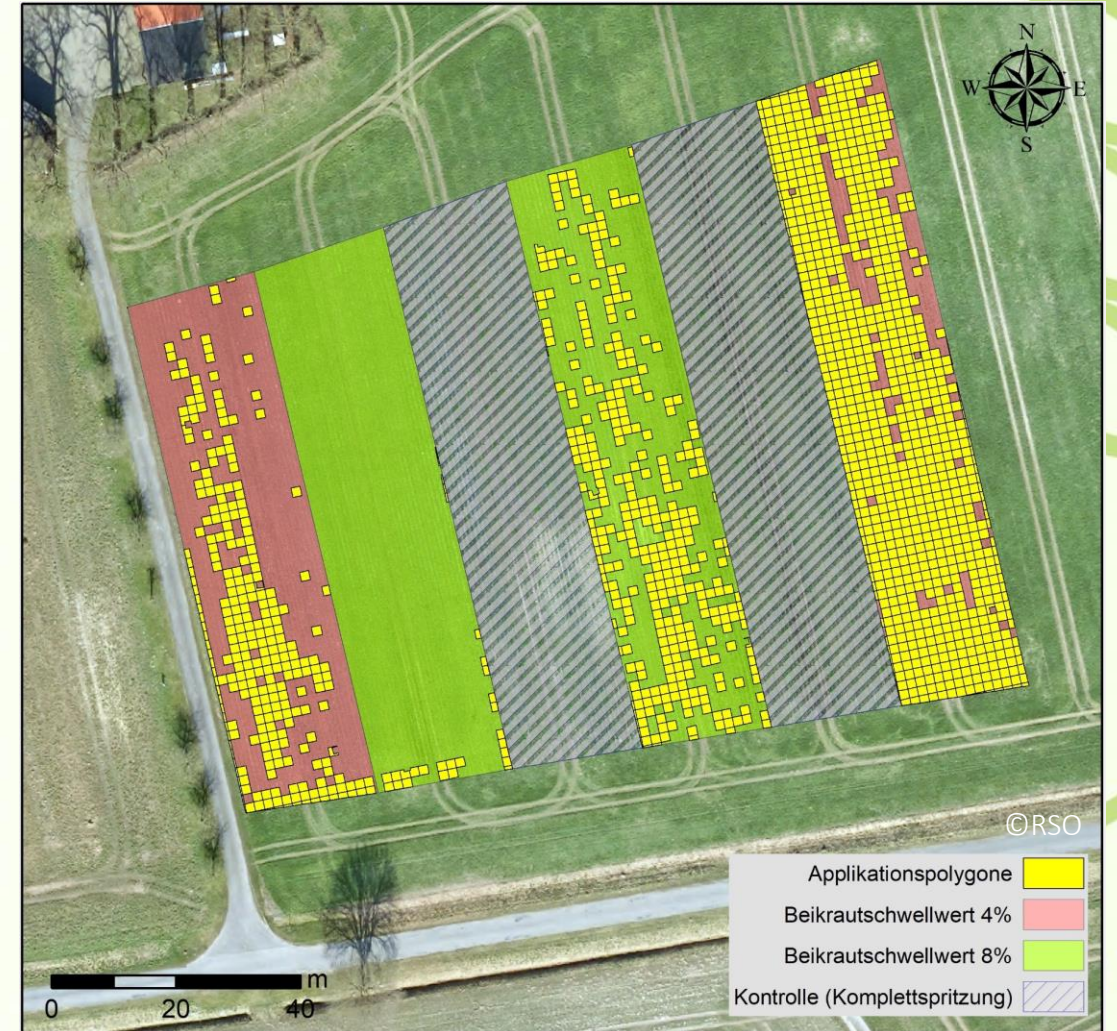 N
W E
S
©RSO
Applikationspolygone
Beikrautschwellwert 4%
Beikrautschwellwert 8%
Kontrolle (Komplettspritzung)
m
0 20 40